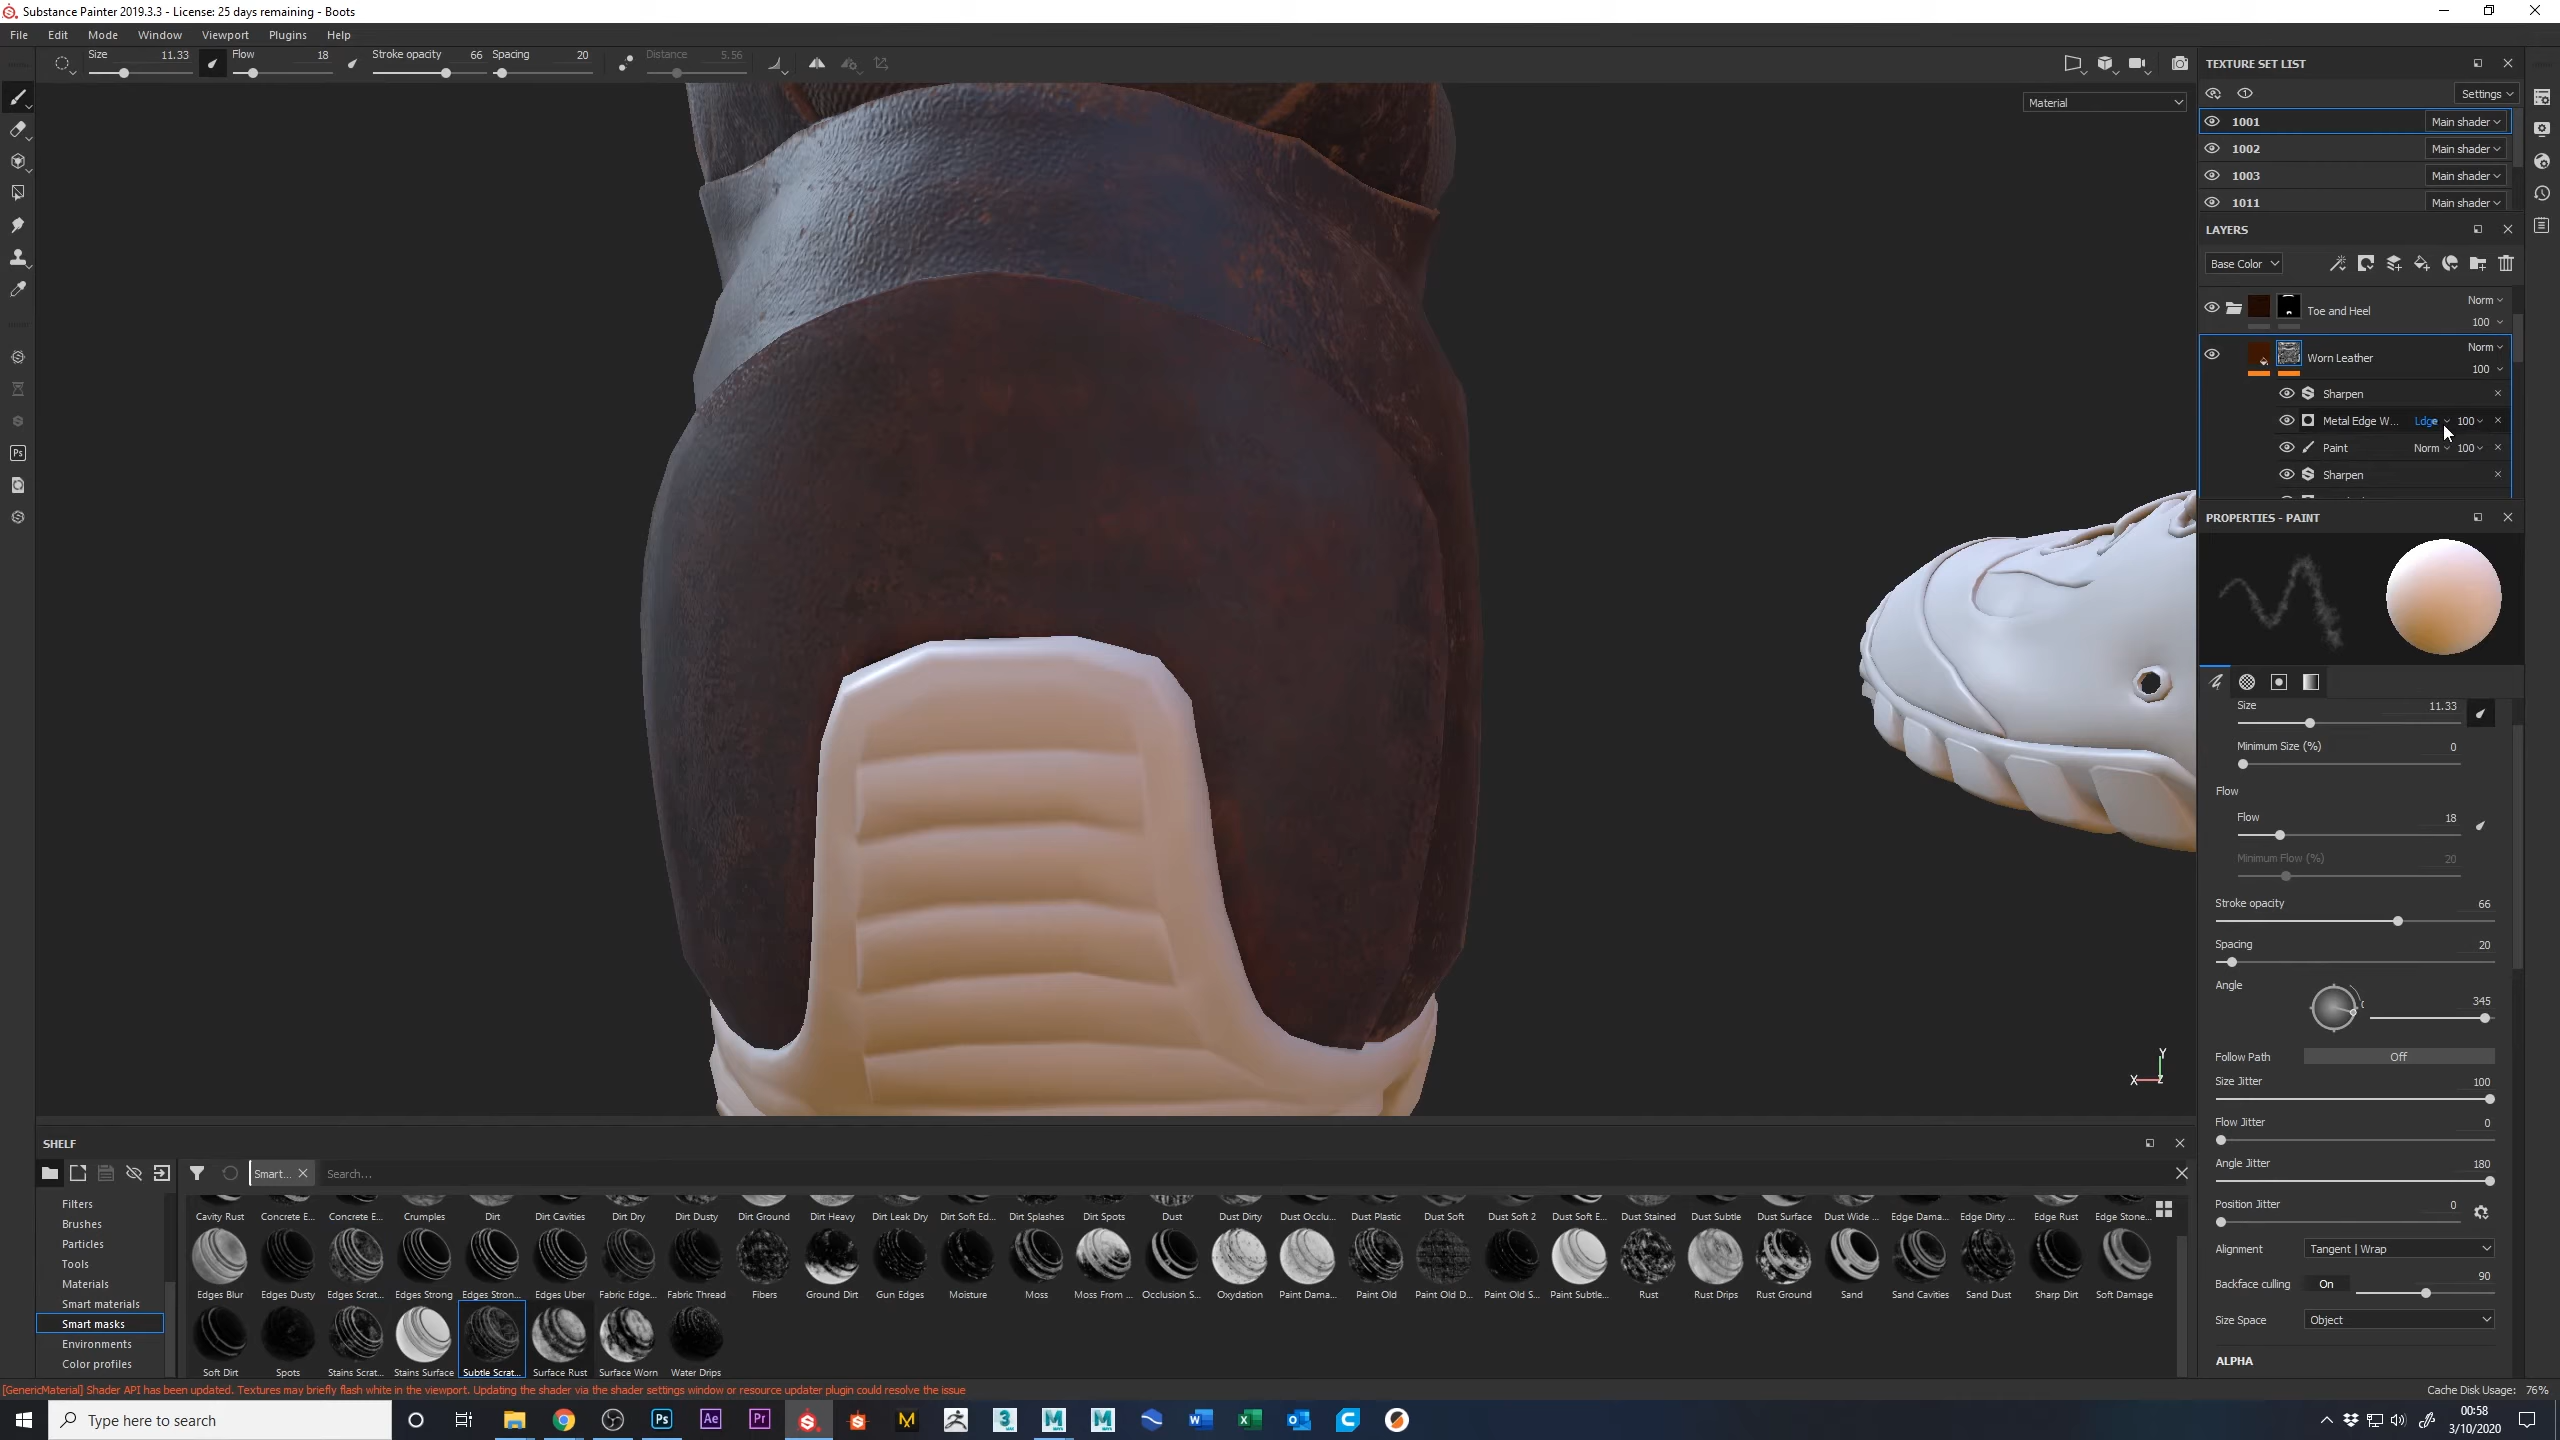 Substance Painter 2019.3.3 - License: 25 days remaining - Boots
File Edit Mode Window Viewport Plugins Help
Size 11.33 Flow 18 Stroke opacity 66 Spacing 20 Distance 5.56
Material
TEXTURE SET LIST
Settings
1001 Main shader
1002 Main shader
1003 Main shader
1011 Main shader
LAYERS
Base Color
Toe and Heel Norm 100
Worn Leather Norm 100
Sharpen
Metal Edge W... Ldge 100
Paint Norm 100
Sharpen
PROPERTIES - PAINT
Size 11.33
Minimum Size (%) 0
Flow
Flow 18
Minimum Flow (%) 20
Stroke opacity 66
Spacing 20
Angle
345
Follow Path Off
Size Jitter 100
Flow Jitter 0
Angle Jitter 180
Position Jitter 0
Alignment Tangent | Wrap
Backface culling On 90
Size Space Object
ALPHA
Y
X Z
SHELF
Smart... Search...
Filters
Brushes
Particles
Tools
Materials
Smart materials
Smart masks
Environments
Color profiles
Cavity Rust Concrete E... Concrete E... Crumples Dirt Dirt Cavities Dirt Dry Dirt Dusty Dirt Ground Dirt Heavy Dirt Leak Dry Dirt Soft Ed... Dirt Splashes Dirt Spots Dust Dust Dirty Dust Occlu... Dust Plastic Dust Soft Dust Soft 2 Dust Soft E... Dust Stained Dust Subtle Dust Surface Dust Wide ... Edge Dama... Edge Dirty ... Edge Rust Edge Stone...
Edges Blur Edges Dusty Edges Scrat... Edges Strong Edges Stron... Edges Uber Fabric Edge... Fabric Thread Fibers Ground Dirt Gun Edges Moisture Moss Moss From ... Occlusion S... Oxydation Paint Dama... Paint Old Paint Old D... Paint Old S... Paint Subtle... Rust Rust Drips Rust Ground Sand Sand Cavities Sand Dust Sharp Dirt Soft Damage
Soft Dirt Spots Stains Scrat... Stains Surface Subtle Scrat... Surface Rust Surface Worn Water Drips
[GenericMaterial] Shader API has been updated. Textures may briefly flash white in the viewport. Updating the shader via the shader settings window or resource updater plugin could resolve the issue
Cache Disk Usage: 76%
Type here to search
Ps Ae Pr
00:58
3/10/2020